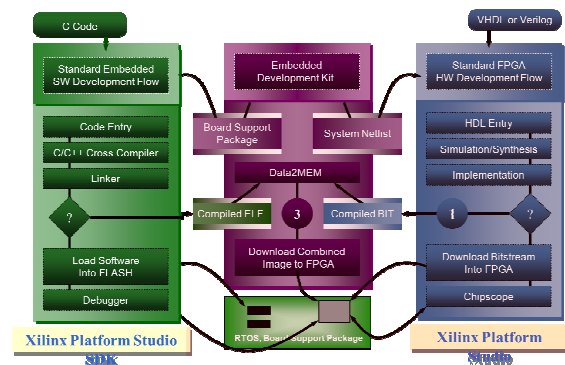 C Code
VHDL or Verilog
Standard Embedded
SW Development Flow
Embedded
Development Kit
Standard FPGA
HW Development Flow
Code Entry
C/C++ Cross Compiler
Linker
?
Load Software
Into FLASH
Debugger
Board Support
Package
System Netlist
Data2MEM
Compiled ELF
3
Compiled BIT
Download Combined
Image to FPGA
RTOS, Board Support Package
HDL Entry
Simulation/Synthesis
Implementation
1
?
Download Bitstream
Into FPGA
Chipscope
Xilinx Platform Studio
SDK
Xilinx Platform
Studio